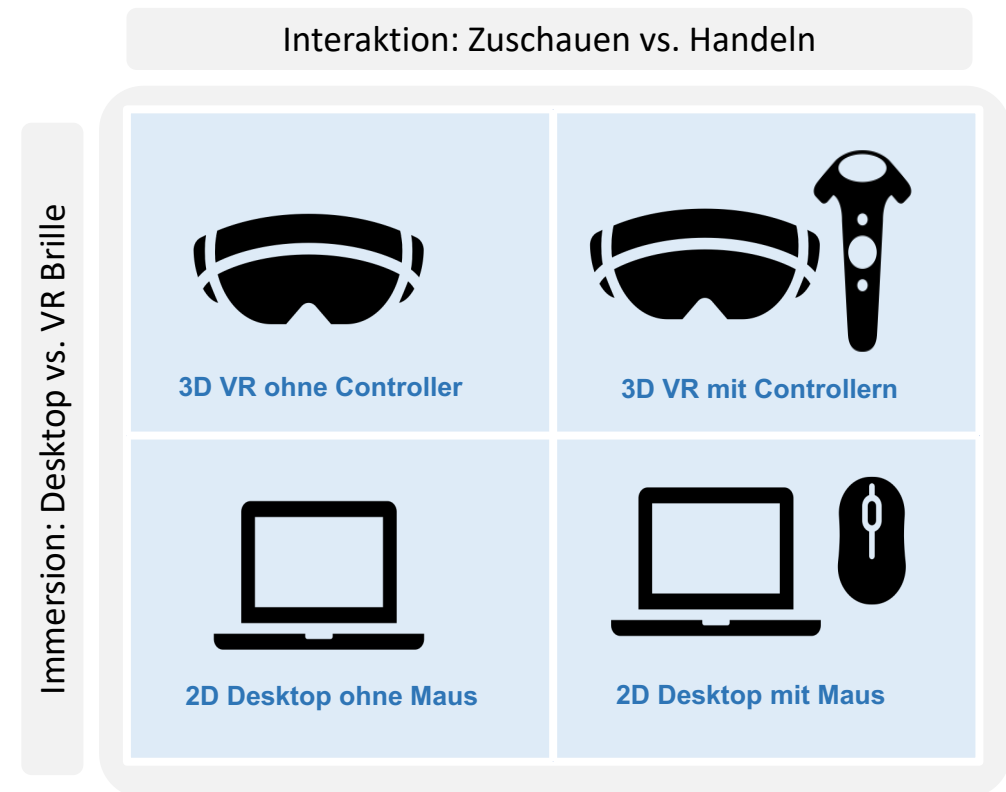 Interaktion: Zuschauen vs. Handeln
Immersion: Desktop vs. VR Brille
3D VR ohne Controller
3D VR mit Controllern
2D Desktop ohne Maus
2D Desktop mit Maus